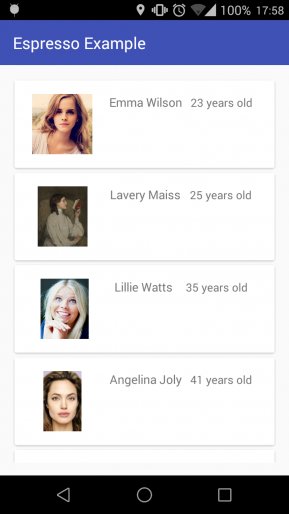 100% 17:58
Espresso Example
Emma Wilson 23 years old
Lavery Maiss 25 years old
Lillie Watts 35 years old
Angelina Joly 41 years old